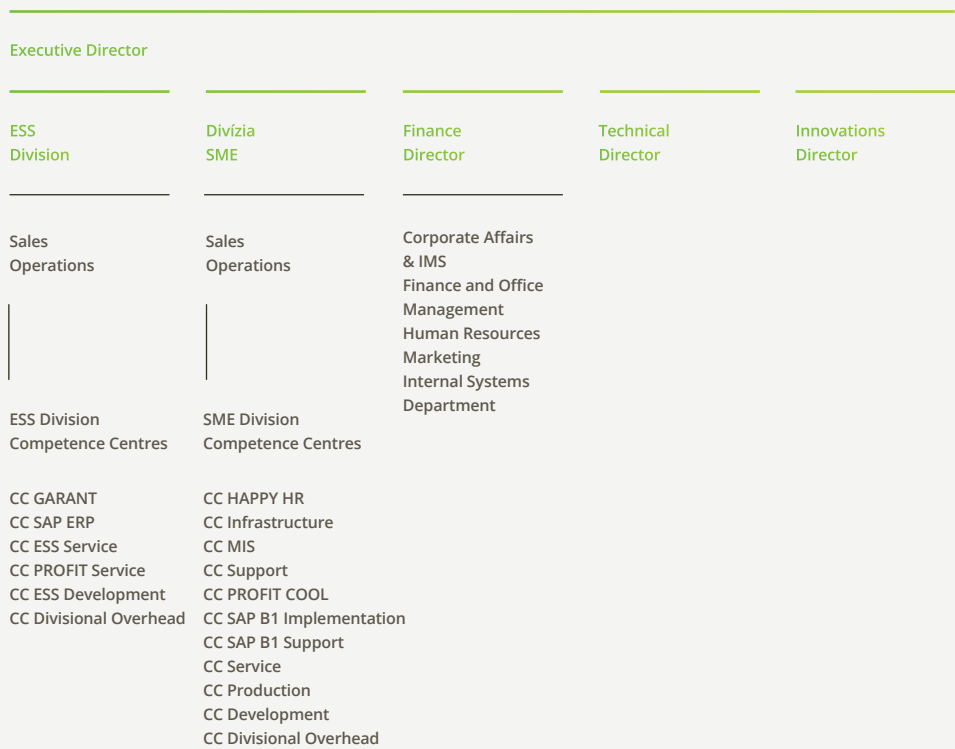 Executive Director
ESS
Division
Divízia
SME
Finance
Director
Technical
Director
Innovations
Director
Sales
Operations
Sales
Operations
Corporate Affairs
& IMS
Finance and Office
Management
Human Resources
Marketing
Internal Systems
Department
ESS Division
Competence Centres
SME Division
Competence Centres
CC GARANT
CC SAP ERP
CC ESS Service
CC PROFIT Service
CC ESS Development
CC Divisional Overhead
CC HAPPY HR
CC Infrastructure
CC MIS
CC Support
CC PROFIT COOL
CC SAP B1 Implementation
CC SAP B1 Support
CC Service
CC Production
CC Development
CC Divisional Overhead